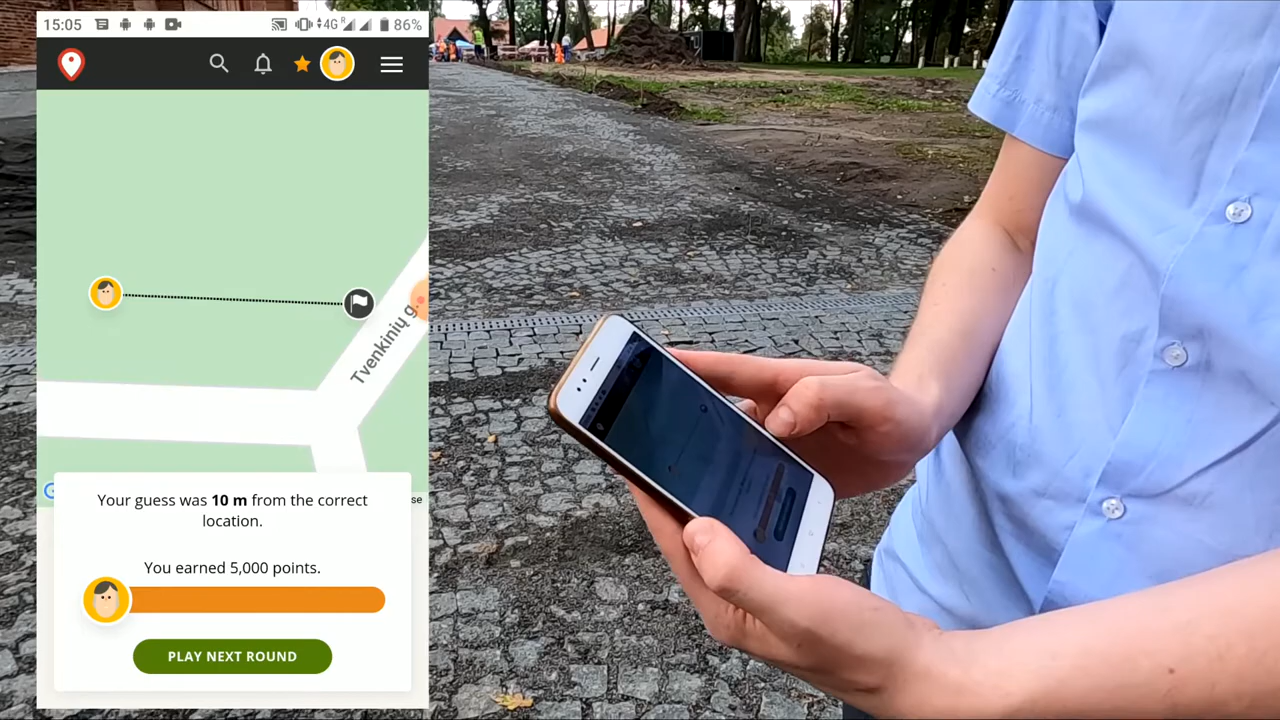 15:05
4G R 86%
Tvenkinių g.
se
Your guess was 10 m from the correct
location.
You earned 5,000 points.
PLAY NEXT ROUND